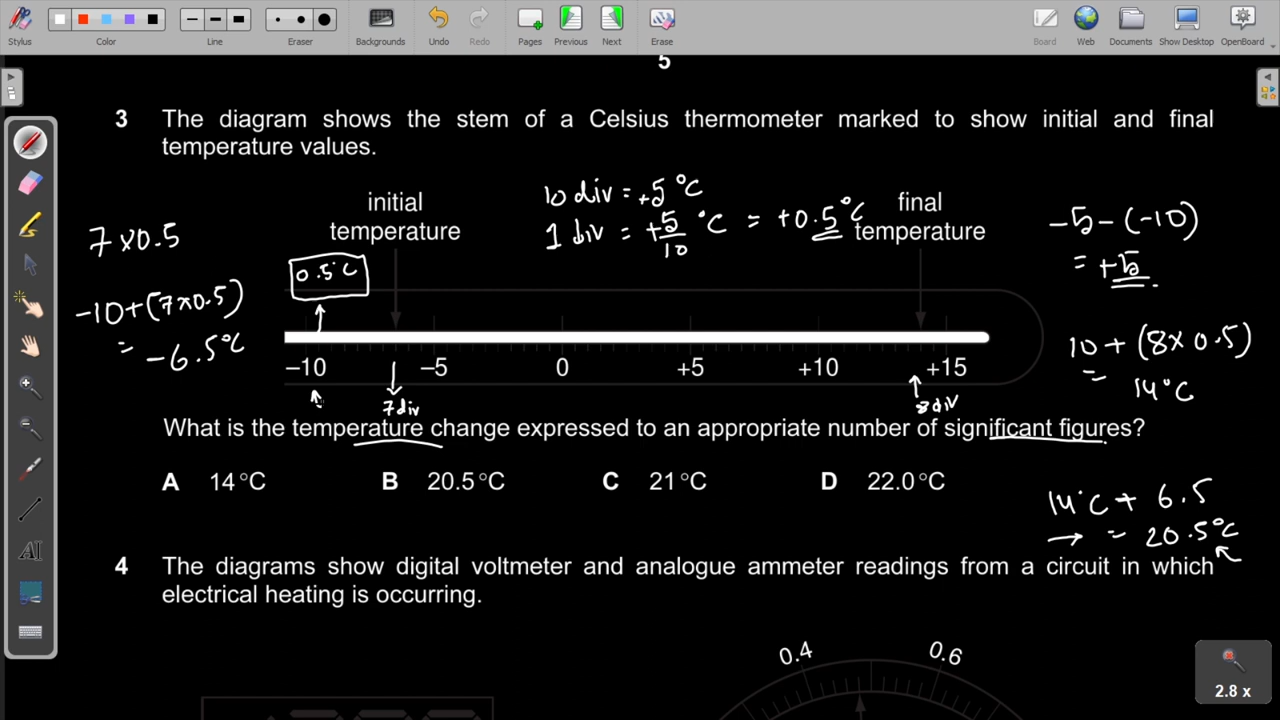 Stylus
Color
Line
Eraser
Backgrounds
Undo
Redo
Pages
Previous
Next
Erase
Board
Web
Documents
Show Desktop
OpenBoard
5
3 The diagram shows the stem of a Celsius thermometer marked to show initial and final
temperature values.
initial
temperature
10 div = +5 °C
1 div = +5/10 °C = +0.5 °C
final
temperature
-5 - (-10)
= +5
7 × 0.5
-10 + (7 × 0.5)
= -6.5°C
0.5°C
10 + (8 × 0.5)
= 14°C
–10 –5 0 +5 +10 +15
7 div
8 div
What is the temperature change expressed to an appropriate number of significant figures?
A 14 °C B 20.5 °C C 21 °C D 22.0 °C
14°C + 6.5
→ = 20.5°C
4 The diagrams show digital voltmeter and analogue ammeter readings from a circuit in which
electrical heating is occurring.
0.4 0.6
AI
2.8 x